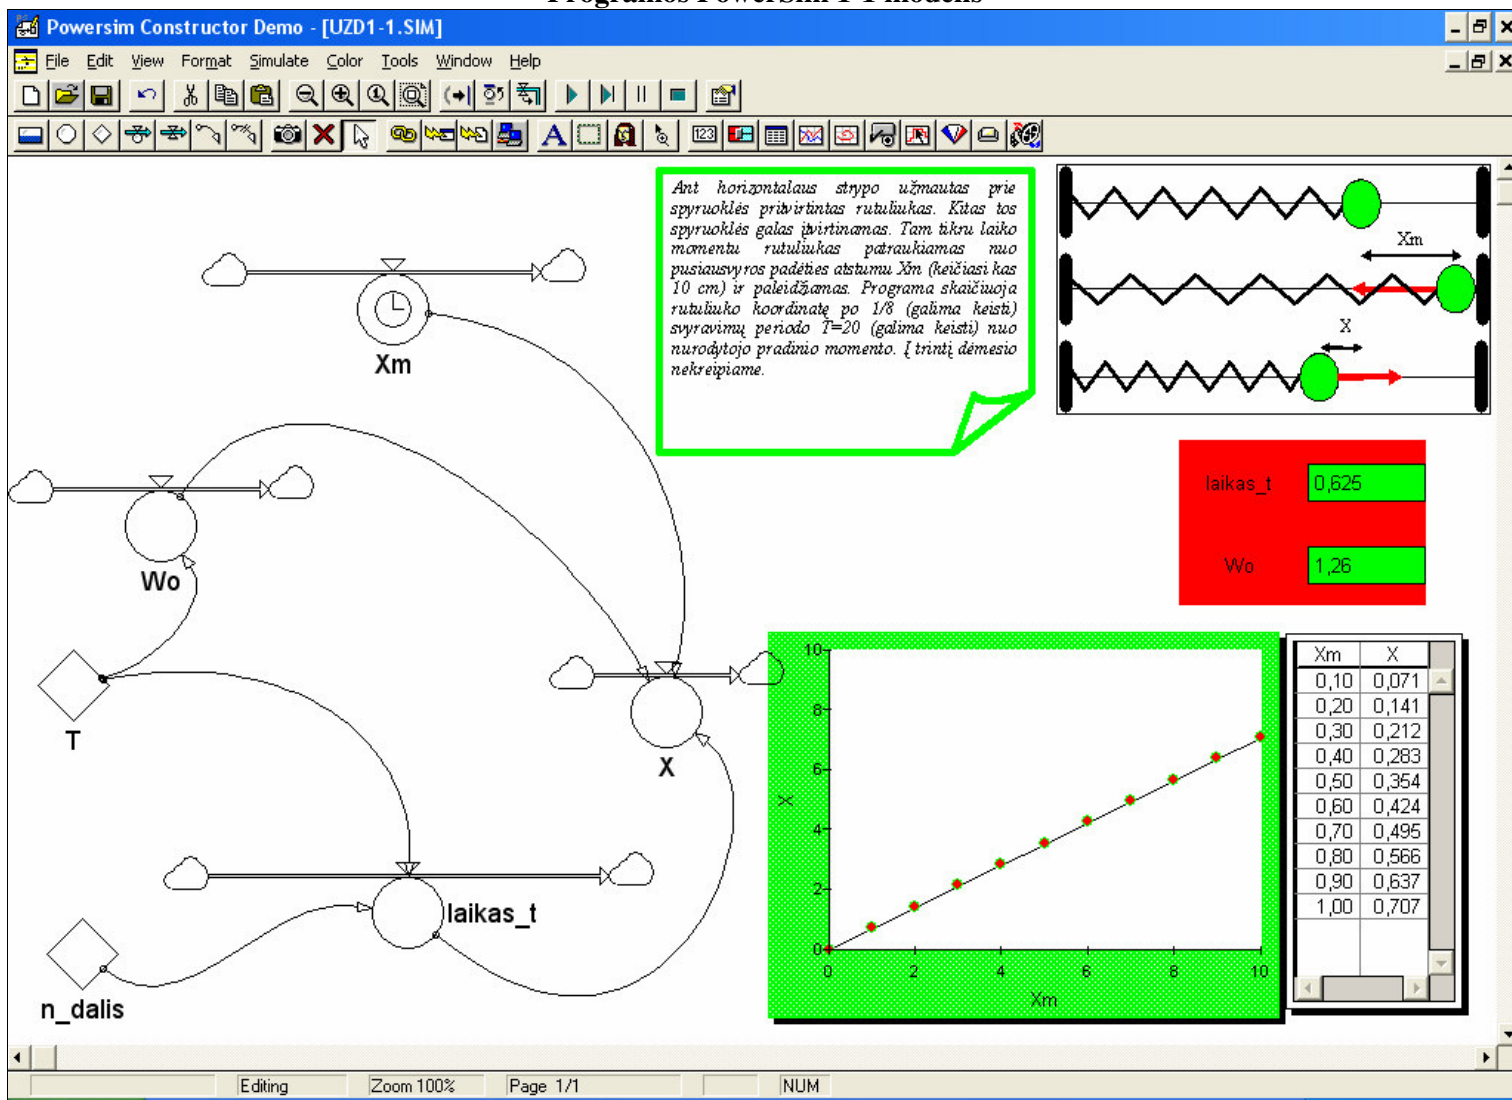 Powersim Constructor Demo - [UZD1-1.SIM]
File Edit View Format Simulate Color Tools Window Help
Ant horizontalaus strypo užmautas prie
spyruoklės pritvirtintas rutuliukas. Kitas tos
spyruoklės galas įtvirtinamas. Tam tikru laiko
momentu rutuliukas patraukiamas nuo
pusiausvyros padėties atstumu Xm (keičiasi kas
10 cm) ir paleidžiamas. Programa skaičiuoja
rutuliuko koordinatę po 1/8 (galima keisti)
svyravimų periodo T=20 (galima keisti) nuo
nurodytojo pradinio momento. Į trintį dėmesio
nekreipiame.
Xm
X
Xm
Wo
T
X
laikas_t
n_dalis
laikas_t 0,625
Wo 1,26
10
8
6
4
2
0
X
0 2 4 6 8 10
Xm
Xm X
0,10 0,071
0,20 0,141
0,30 0,212
0,40 0,283
0,50 0,354
0,60 0,424
0,70 0,495
0,80 0,566
0,90 0,637
1,00 0,707
Editing Zoom 100% Page 1/1 NUM